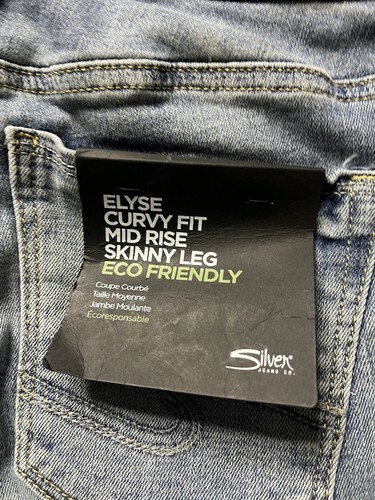 ELYSE
CURVY FIT
MID RISE
SKINNY LEG
ECO FRIENDLY
Coupe Courbé
Taille Moyenne
Jambe Moulante
Écoresponsable
Silver
JEANS CO.